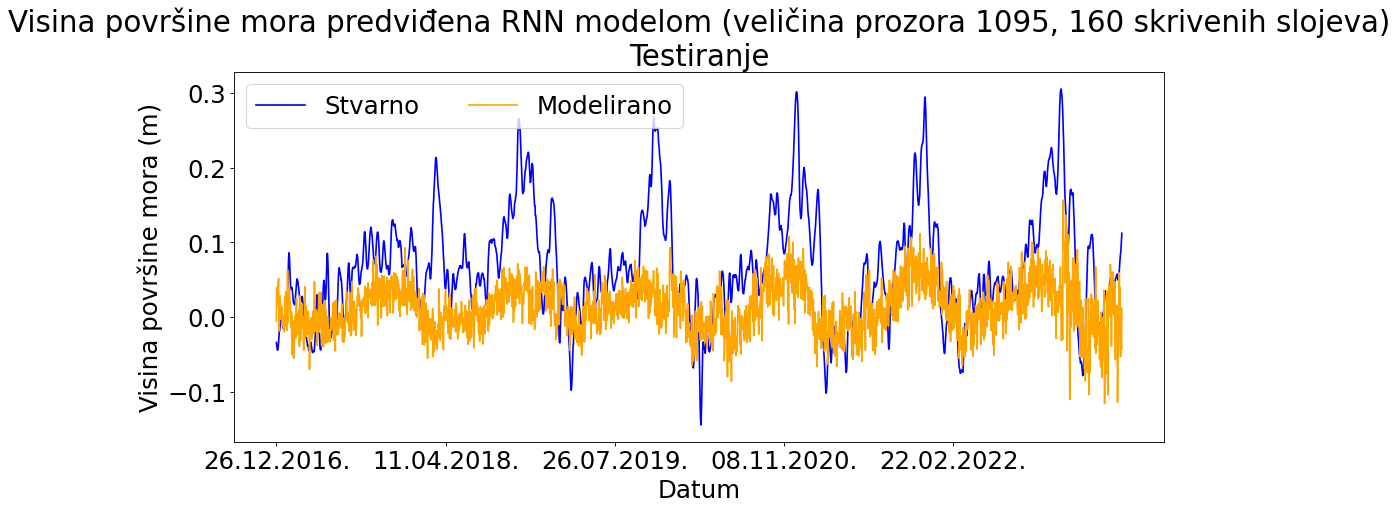 Visina površine mora predviđena RNN modelom (veličina prozora 1095, 160 skrivenih slojeva)
Testiranje
Stvarno
Modelirano
Visina površine mora (m)
0.3
0.2
0.1
0.0
−0.1
26.12.2016.
11.04.2018.
26.07.2019.
08.11.2020.
22.02.2022.
Datum